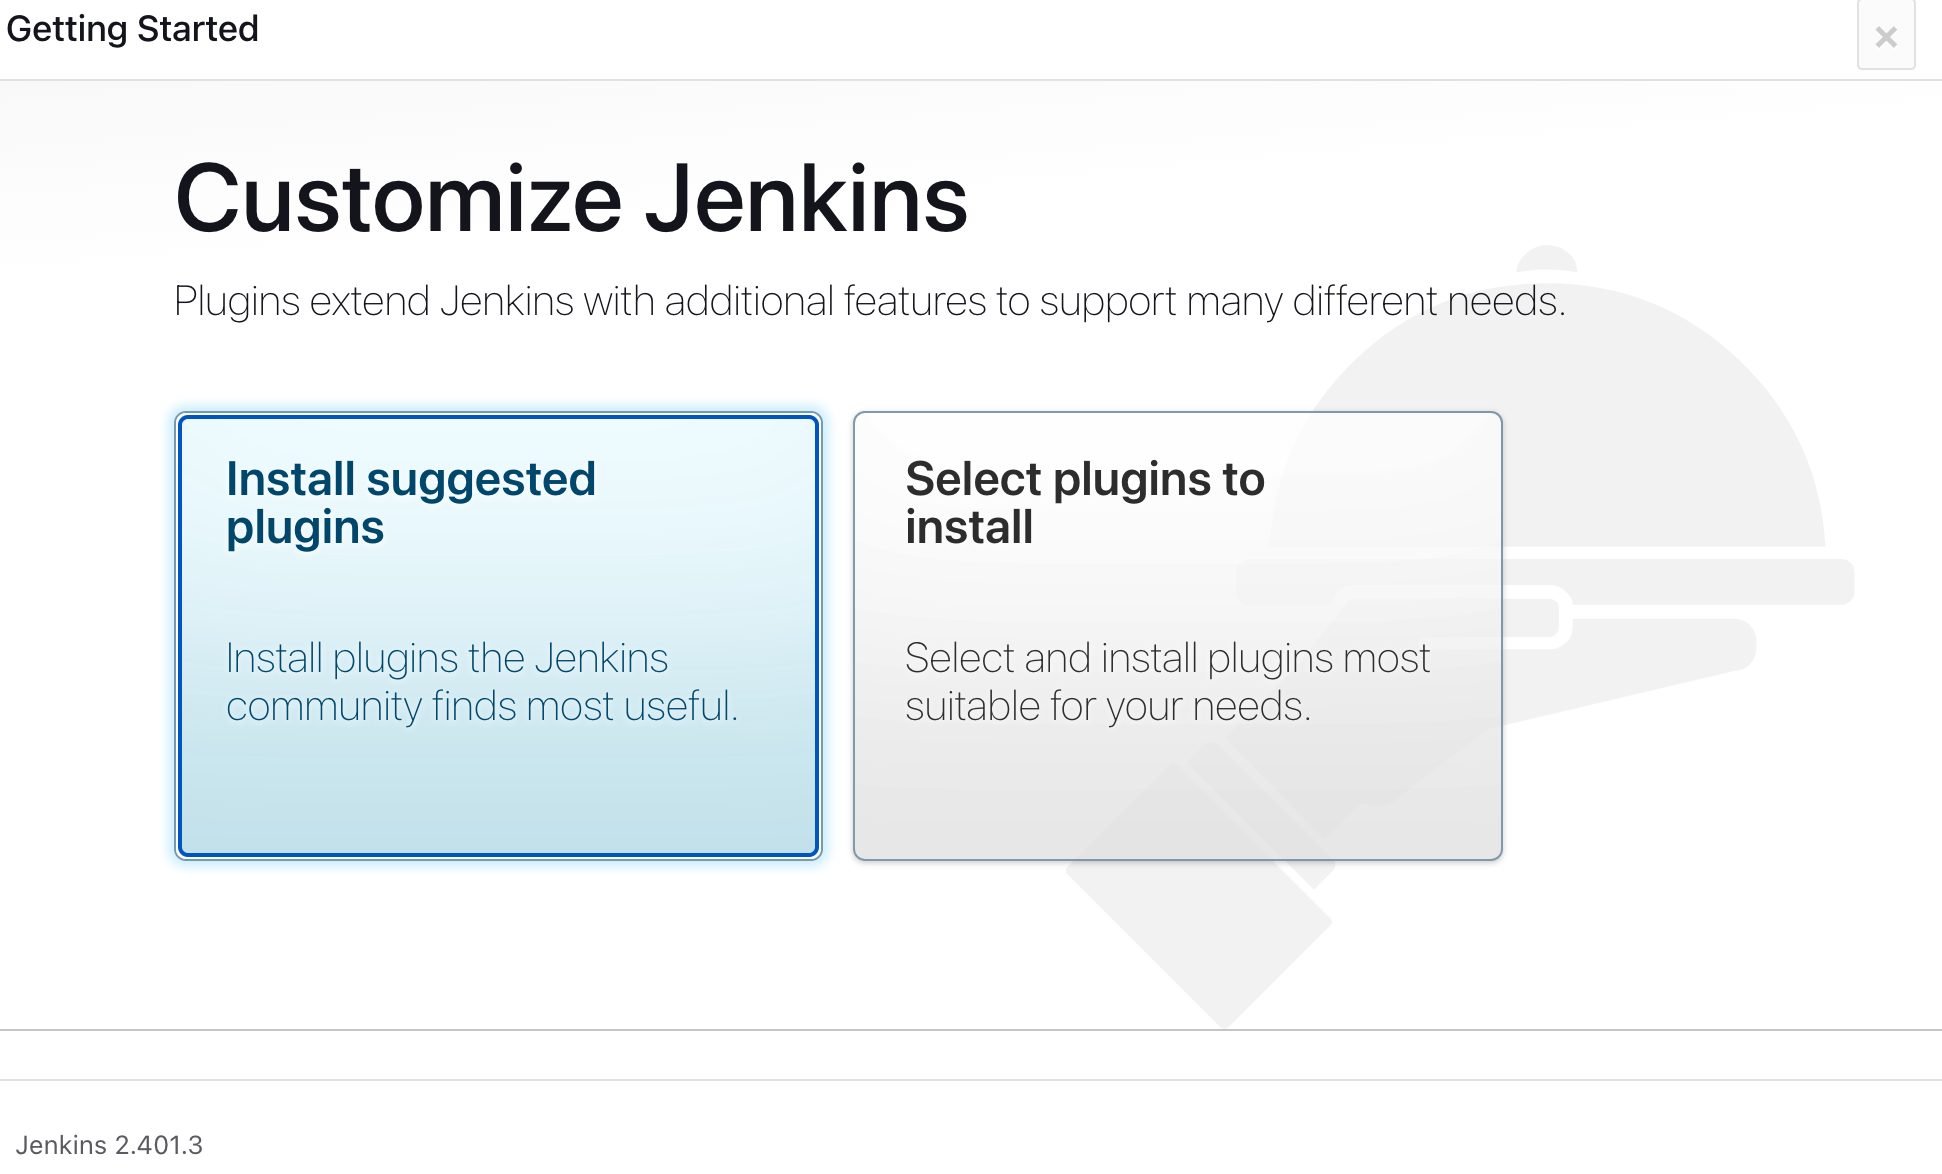 Getting Started
×
Customize Jenkins
Plugins extend Jenkins with additional features to support many different needs.
Install suggested
plugins
Install plugins the Jenkins
community finds most useful.
Select plugins to
install
Select and install plugins most
suitable for your needs.
Jenkins 2.401.3